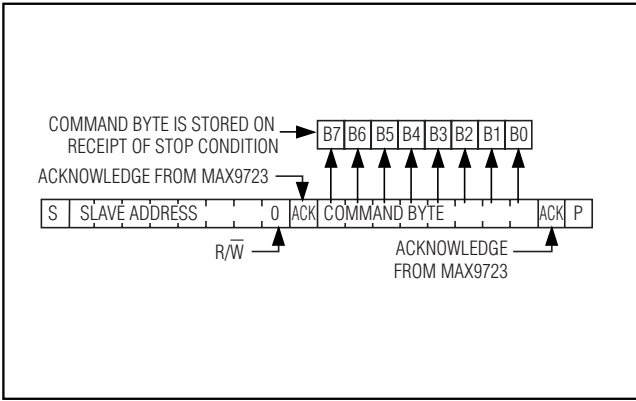 COMMAND BYTE IS STORED ON
RECEIPT OF STOP CONDITION
B7 B6 B5 B4 B3 B2 B1 B0
ACKNOWLEDGE FROM MAX9723
S SLAVE ADDRESS 0 ACK COMMAND BYTE ACK P
R/W̅
ACKNOWLEDGE
FROM MAX9723